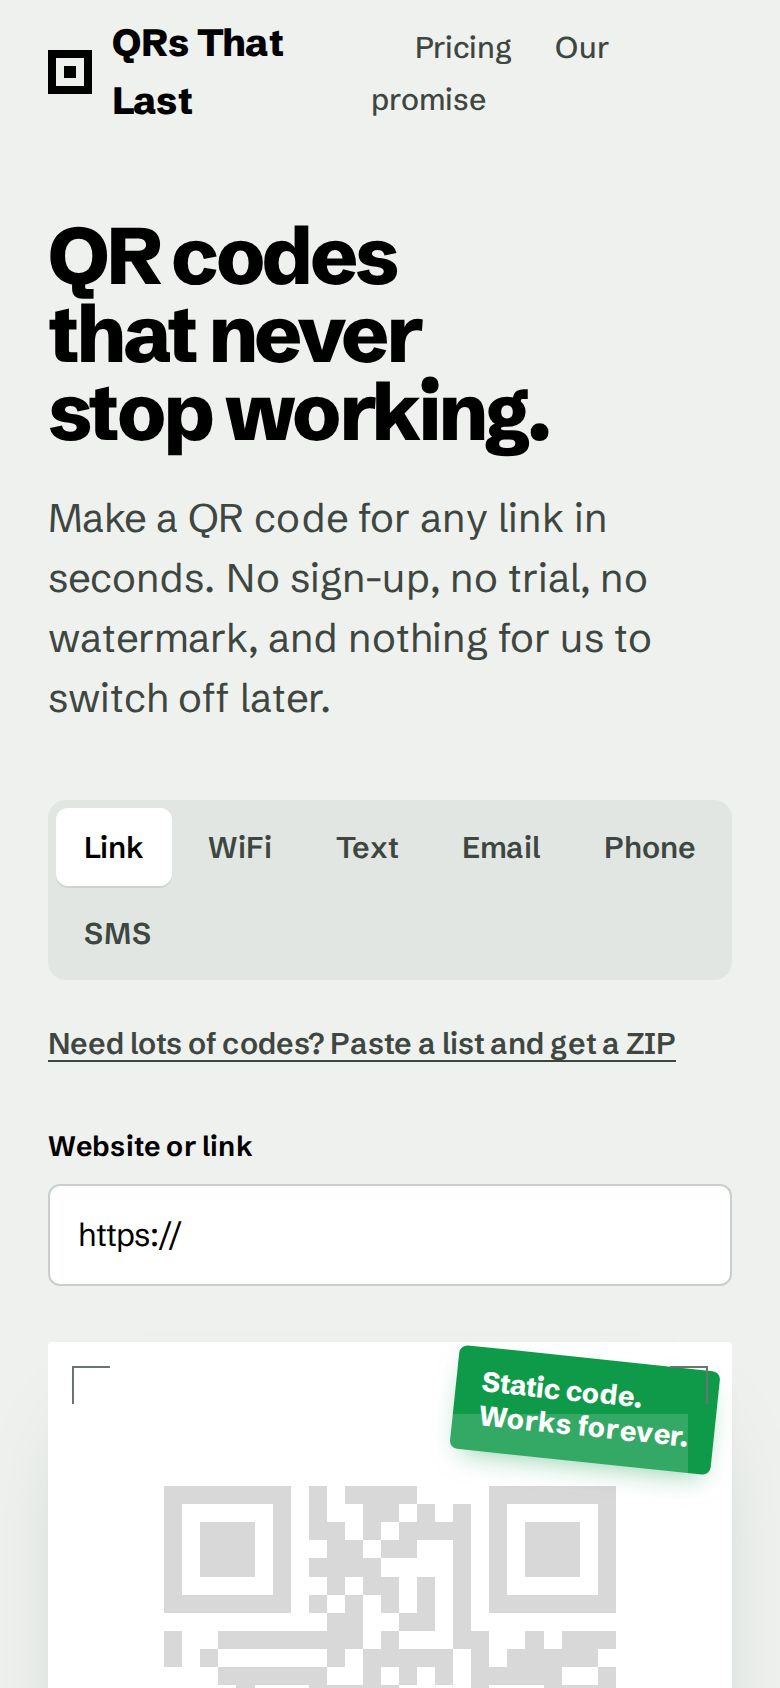 QRs That
Last
Pricing Our
promise
QR codes
that never
stop working.
Make a QR code for any link in
seconds. No sign-up, no trial, no
watermark, and nothing for us to
switch off later.
Link WiFi Text Email Phone
SMS
Need lots of codes? Paste a list and get a ZIP
Website or link
https://
Static code.
Works forever.